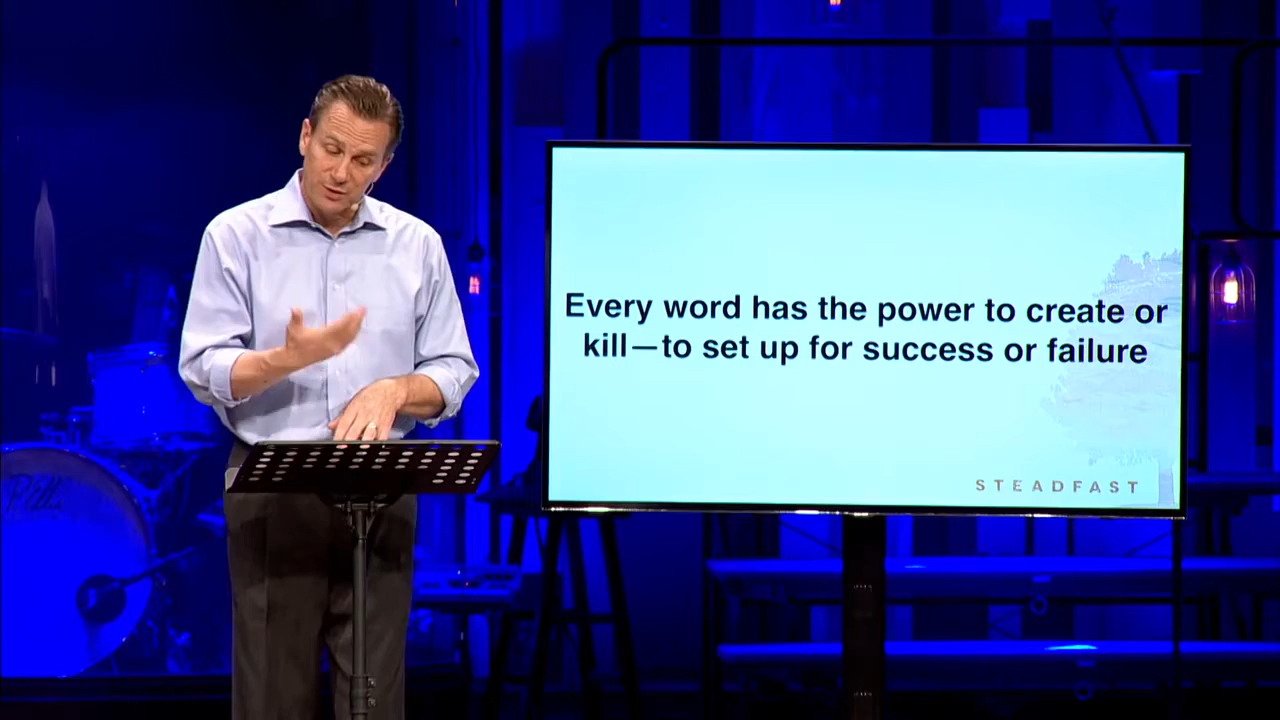 Every word has the power to create or
kill—to set up for success or failure
STEADFAST